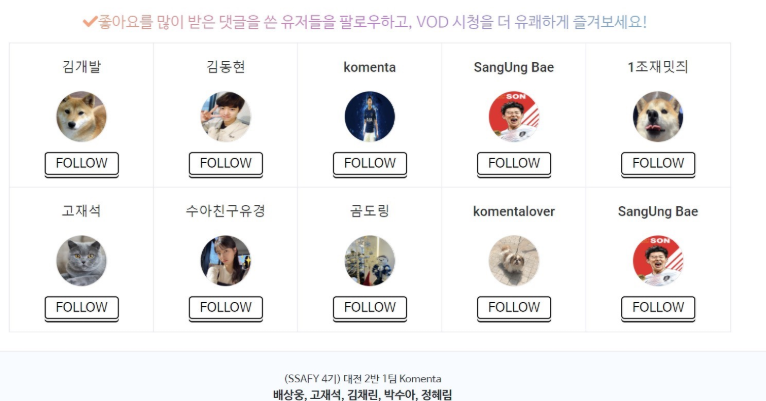 좋아요를 많이 받은 댓글을 쓴 유저들을 팔로우하고, VOD 시청을 더 유쾌하게 즐겨보세요!
김개발 김동현 komenta SangUng Bae 1조재밋즤
SON
FOLLOW FOLLOW FOLLOW FOLLOW FOLLOW
고재석 수아친구유경 곰도링 komentalover SangUng Bae
SON
FOLLOW FOLLOW FOLLOW FOLLOW FOLLOW
(SSAFY 4기) 대전 2반 1팀 Komenta
배상웅, 고재석, 김채린, 박수아, 정혜림